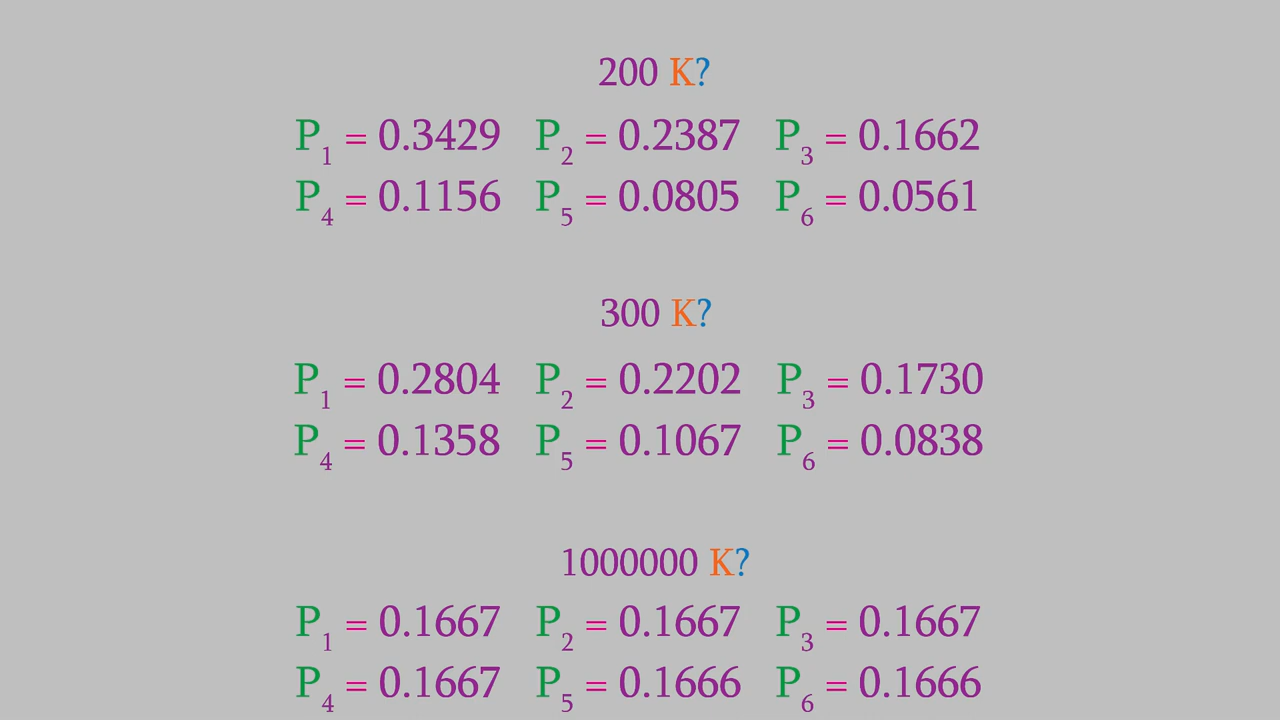 200 K?
P₁ = 0.3429 P₂ = 0.2387 P₃ = 0.1662
P₄ = 0.1156 P₅ = 0.0805 P₆ = 0.0561
300 K?
P₁ = 0.2804 P₂ = 0.2202 P₃ = 0.1730
P₄ = 0.1358 P₅ = 0.1067 P₆ = 0.0838
1000000 K?
P₁ = 0.1667 P₂ = 0.1667 P₃ = 0.1667
P₄ = 0.1667 P₅ = 0.1666 P₆ = 0.1666